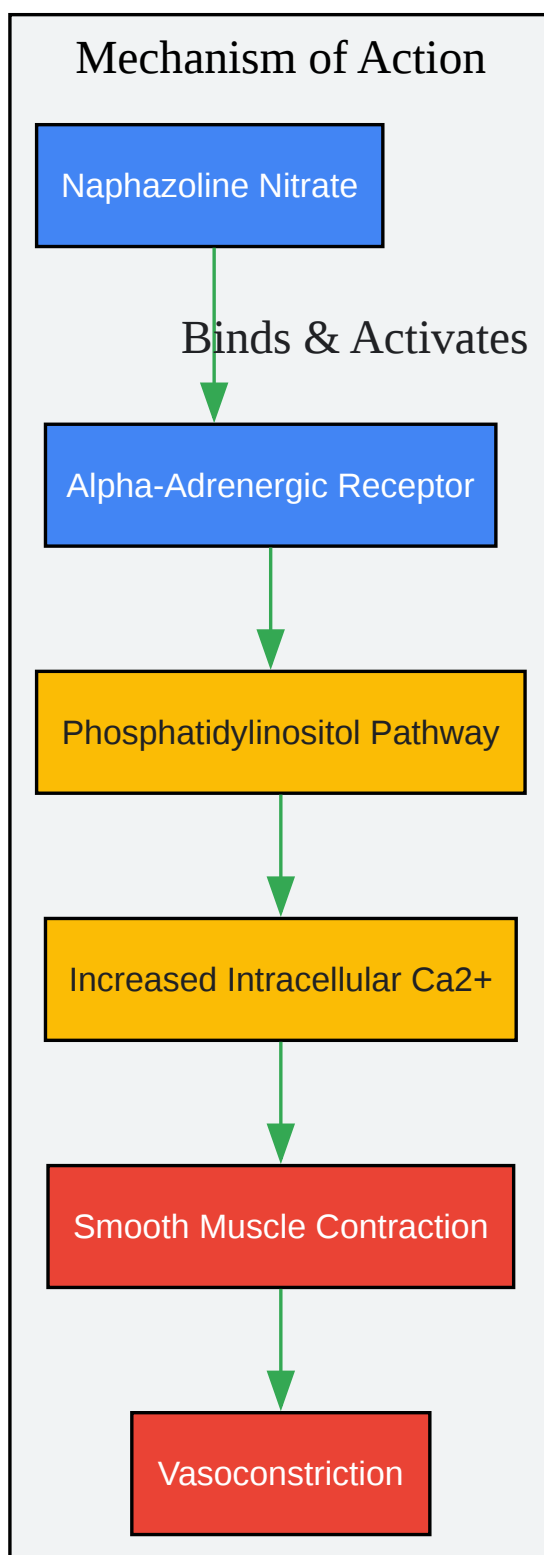 Mechanism of Action
Naphazoline Nitrate
Binds & Activates
Alpha-Adrenergic Receptor
Phosphatidylinositol Pathway
Increased Intracellular Ca2+
Smooth Muscle Contraction
Vasoconstriction